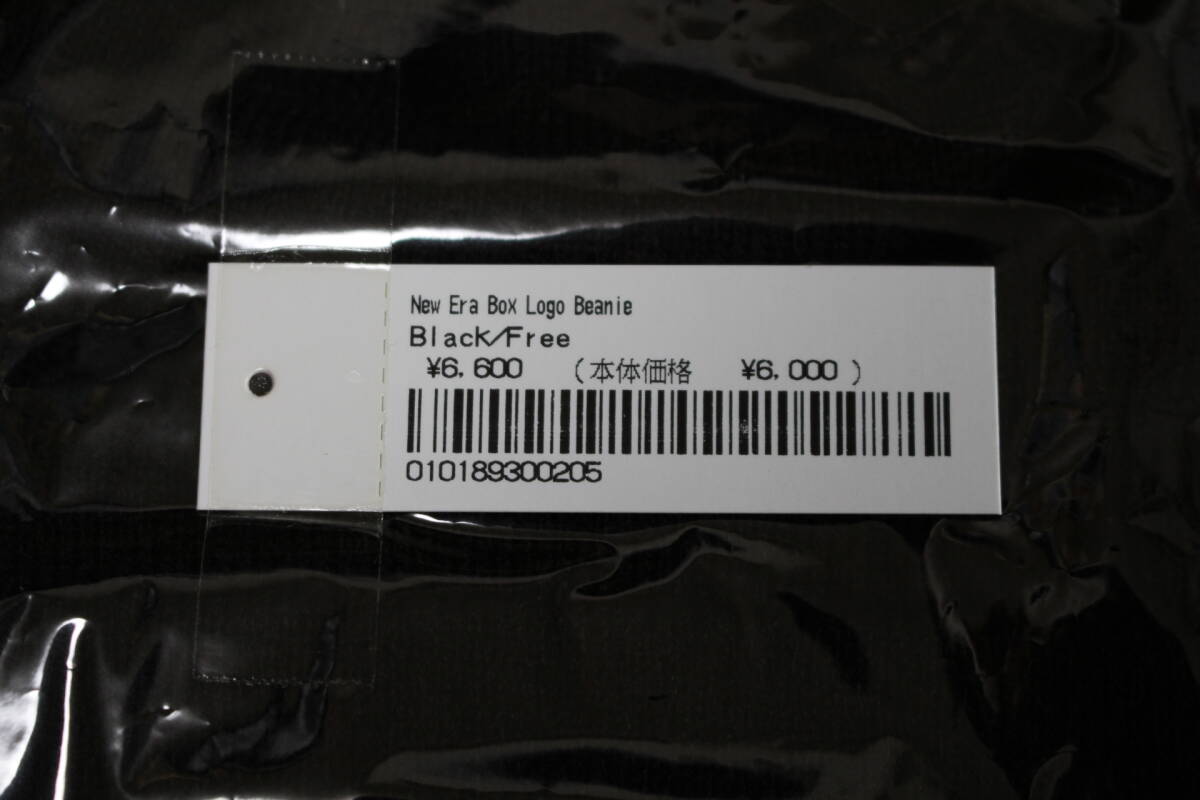 New Era Box Logo Beanie
Black/Free
¥6,600 (本体価格 ¥6,000 )
010189300205